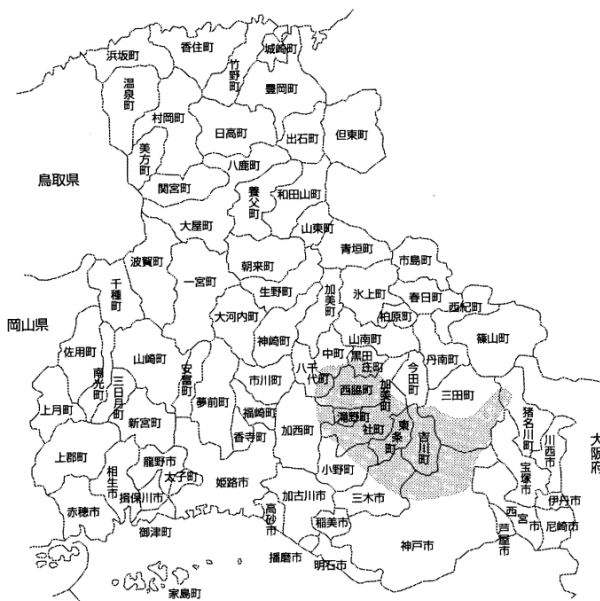 香住町
城崎町
浜坂町
竹野町
温泉町
豊岡町
村岡町
日高町
出石町
但東町
美方町
八鹿町
鳥取県
関宮町
養父町
和田山町
大屋町
山東町
青垣町
波賀町
朝来町
市島町
千種町
一宮町
生野町
加美町
氷上町
春日町
西紀町
大河内町
柏原町
岡山県
神崎町
山南町
篠山町
佐用町
山崎町
安富町
中町
黒田庄町
丹南町
南光町
三日月町
市川町
八千代町
今田町
上月町
夢前町
西脇町
加美町
三田町
新宮町
福崎町
滝野町
猪名川町
川西市
香寺町
加西町
社町
東条町
吉川町
大阪府
上郡町
龍野市
小野町
宝塚市
相生市
太子町
姫路市
揖保川市
加古川市
三木市
伊丹市
赤穂市
高砂市
稲美市
西宮市
尼崎市
御津町
芦屋市
神戸市
播磨市
明石市
家島町